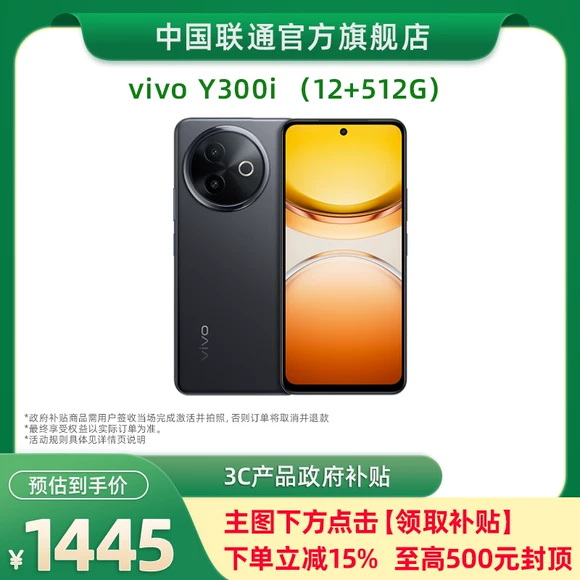 中国联通官方旗舰店
vivo Y300i （12+512G）
vivo
*政府补贴商品需用户签收当场完成激活并拍照，否则订单将取消并退款
*最终享受权益以实际订单为准。
*活动规则具体见详情页说明
3C产品政府补贴
预估到手价
¥1445
主图下方点击【领取补贴】
下单立减15% 至高500元封顶